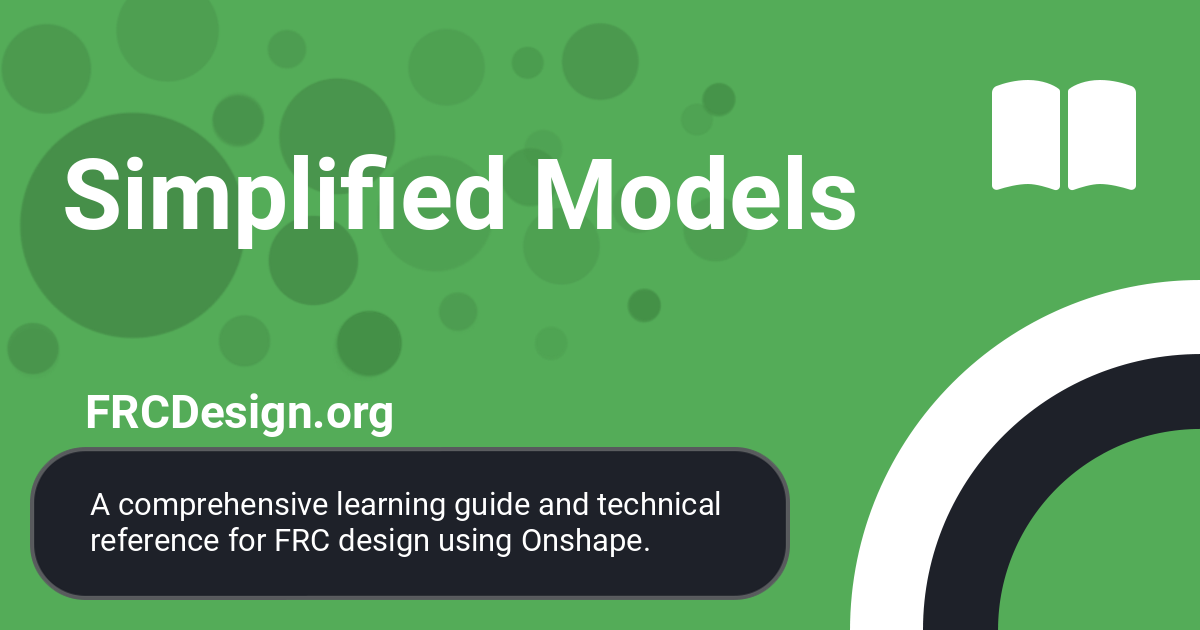 Simplified Models
FRCDesign.org
A comprehensive learning guide and technical
reference for FRC design using Onshape.